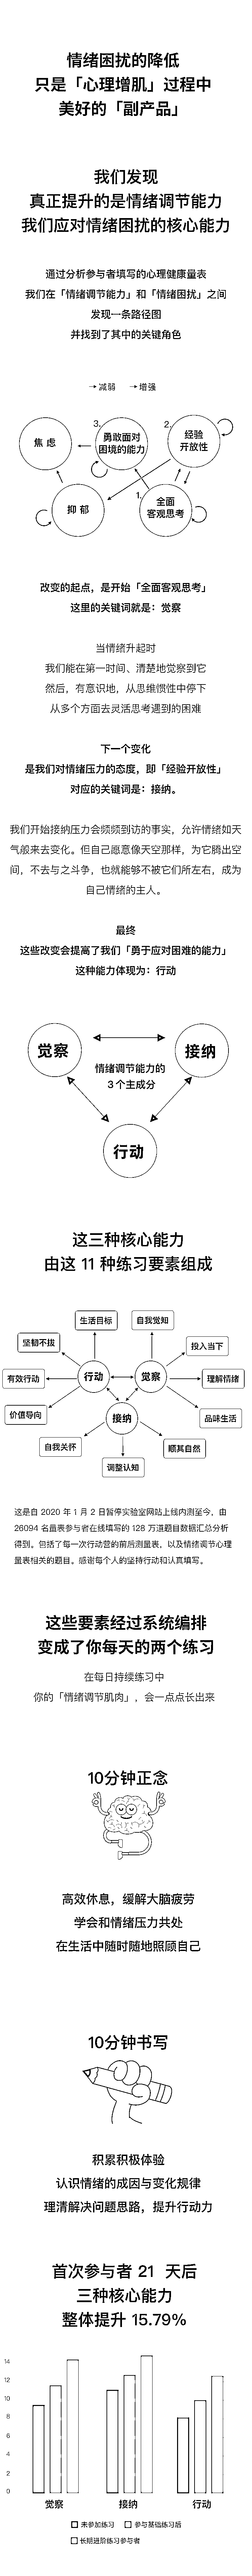 情绪困扰的降低
只是「心理增肌」过程中
美好的「副产品」
我们发现
真正提升的是情绪调节能力
我们应对情绪困扰的核心能力
通过分析参与者填写的心理健康量表
我们在「情绪调节能力」和「情绪困扰」之间
发现一条路径图
并找到了其中的关键角色
→减弱 →增强
焦虑
3.
勇敢面对
困境的能力
2.
经验
开放性
抑郁
1.
全面
客观思考
改变的起点，是开始「全面客观思考」
这里的关键词就是：觉察
当情绪升起时
我们能在第一时间、清楚地觉察到它
然后，有意识地，从思维惯性中停下
从多个方面去灵活思考遇到的困难
下一个变化
是我们对情绪压力的态度，即「经验开放性」
对应的关键词是：接纳。
我们开始接纳压力会频频到访的事实，允许情绪如天
气般来去变化。但自己愿意像天空那样，为它腾出空
间，不去与之斗争，也就能够不被它们所左右，成为
自己情绪的主人。
最终
这些改变会提高了我们「勇于应对困难的能力」
这种能力体现为：行动
觉察
接纳
情绪调节能力的
3个主成分
行动
这三种核心能力
由这 11 种练习要素组成
生活目标
自我觉知
坚韧不拔
投入当下
有效行动
行动
觉察
理解情绪
价值导向
接纳
品味生活
自我关怀
顺其自然
调整认知
这是自 2020 年 1 月 2 日暂停实验室网站上线内测至今，由
26094 名量表参与者在线填写的 128 万道题目数据汇总分析
得到。包括了每一次行动营的前后测量表，以及情绪调节心理
量表相关的题目。感谢每个人的坚持行动和认真填写。
这些要素经过系统编排
变成了你每天的两个练习
在每日持续练习中
你的「情绪调节肌肉」，会一点点长出来
10分钟正念
高效休息，缓解大脑疲劳
学会和情绪压力共处
在生活中随时随地照顾自己
10分钟书写
积累积极体验
认识情绪的成因与变化规律
理清解决问题思路，提升行动力
首次参与者 21 天后
三种核心能力
整体提升 15.79%
14
12
10
8
6
4
2
0
觉察
接纳
行动
未参加练习
参与基础练习后
长期进阶练习参与者